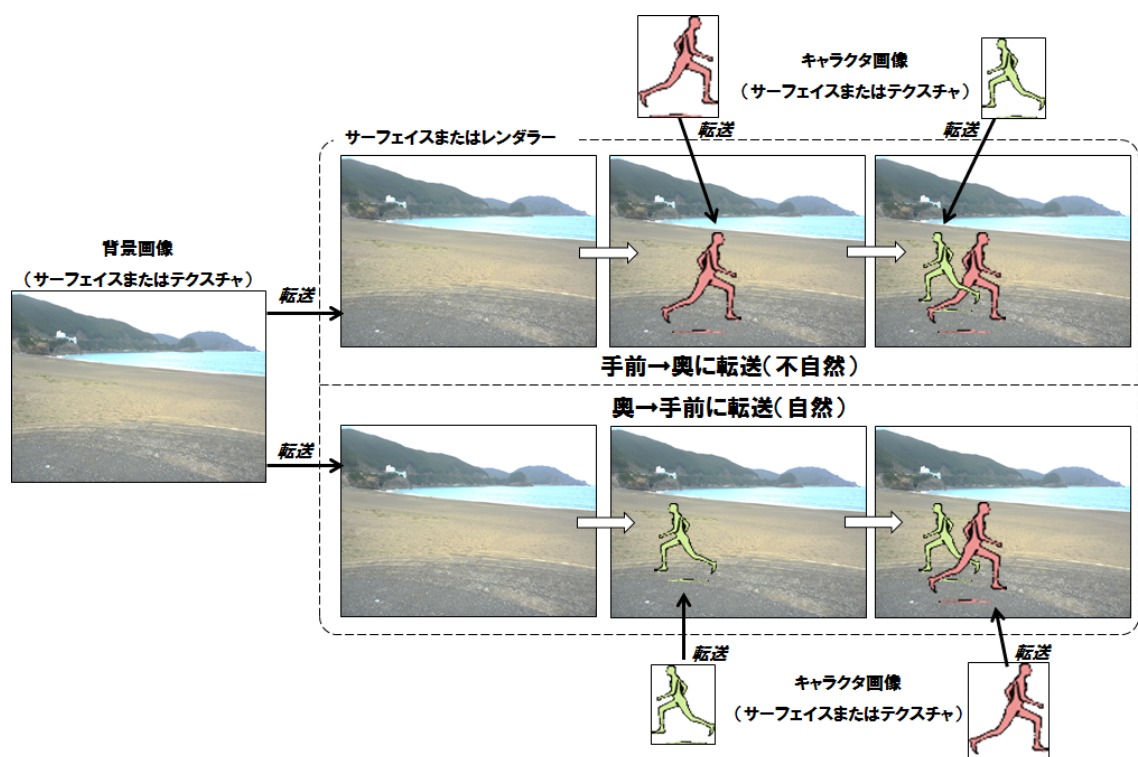 キャラクタ画像
（サーフェイスまたはテクスチャ）
転送
転送
サーフェイスまたはレンダラー
背景画像
（サーフェイスまたはテクスチャ）
転送
手前→奥に転送（不自然）
奥→手前に転送（自然）
転送
転送
転送
キャラクタ画像
（サーフェイスまたはテクスチャ）